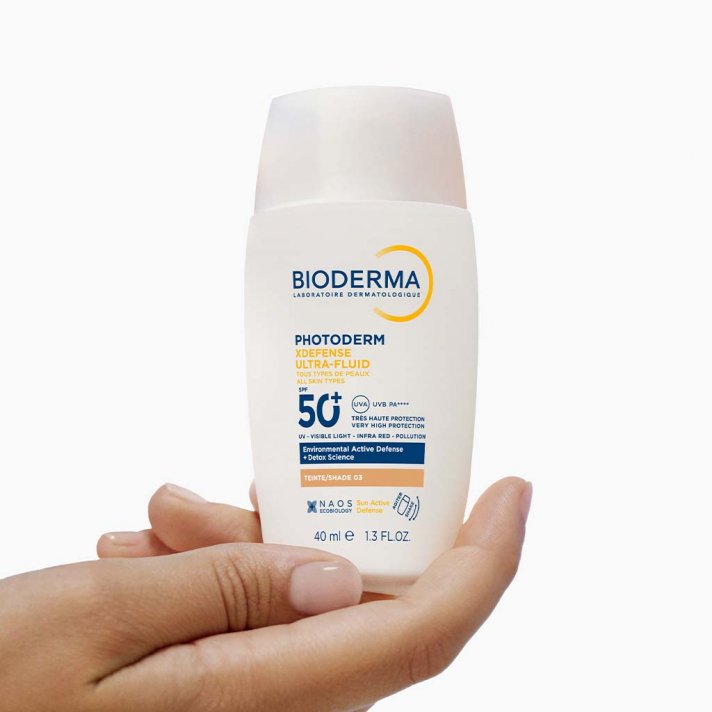 BIODERMA
LABORATOIRE DERMATOLOGIQUE
PHOTODERM
XDEFENSE
ULTRA-FLUID
TOUS TYPES DE PEAUX
ALL SKIN TYPES
SPF
50+
UVA UVB PA++++
TRÈS HAUTE PROTECTION
VERY HIGH PROTECTION
UV - VISIBLE LIGHT - INFRA RED - POLLUTION
Environmental Active Defense
+ Detox Science
TEINTE/SHADE 03
NAOS
ECOBIOLOGY
Sun Active
Defense
AGITER
SHAKE
40 ml e 1.3 FL.OZ.